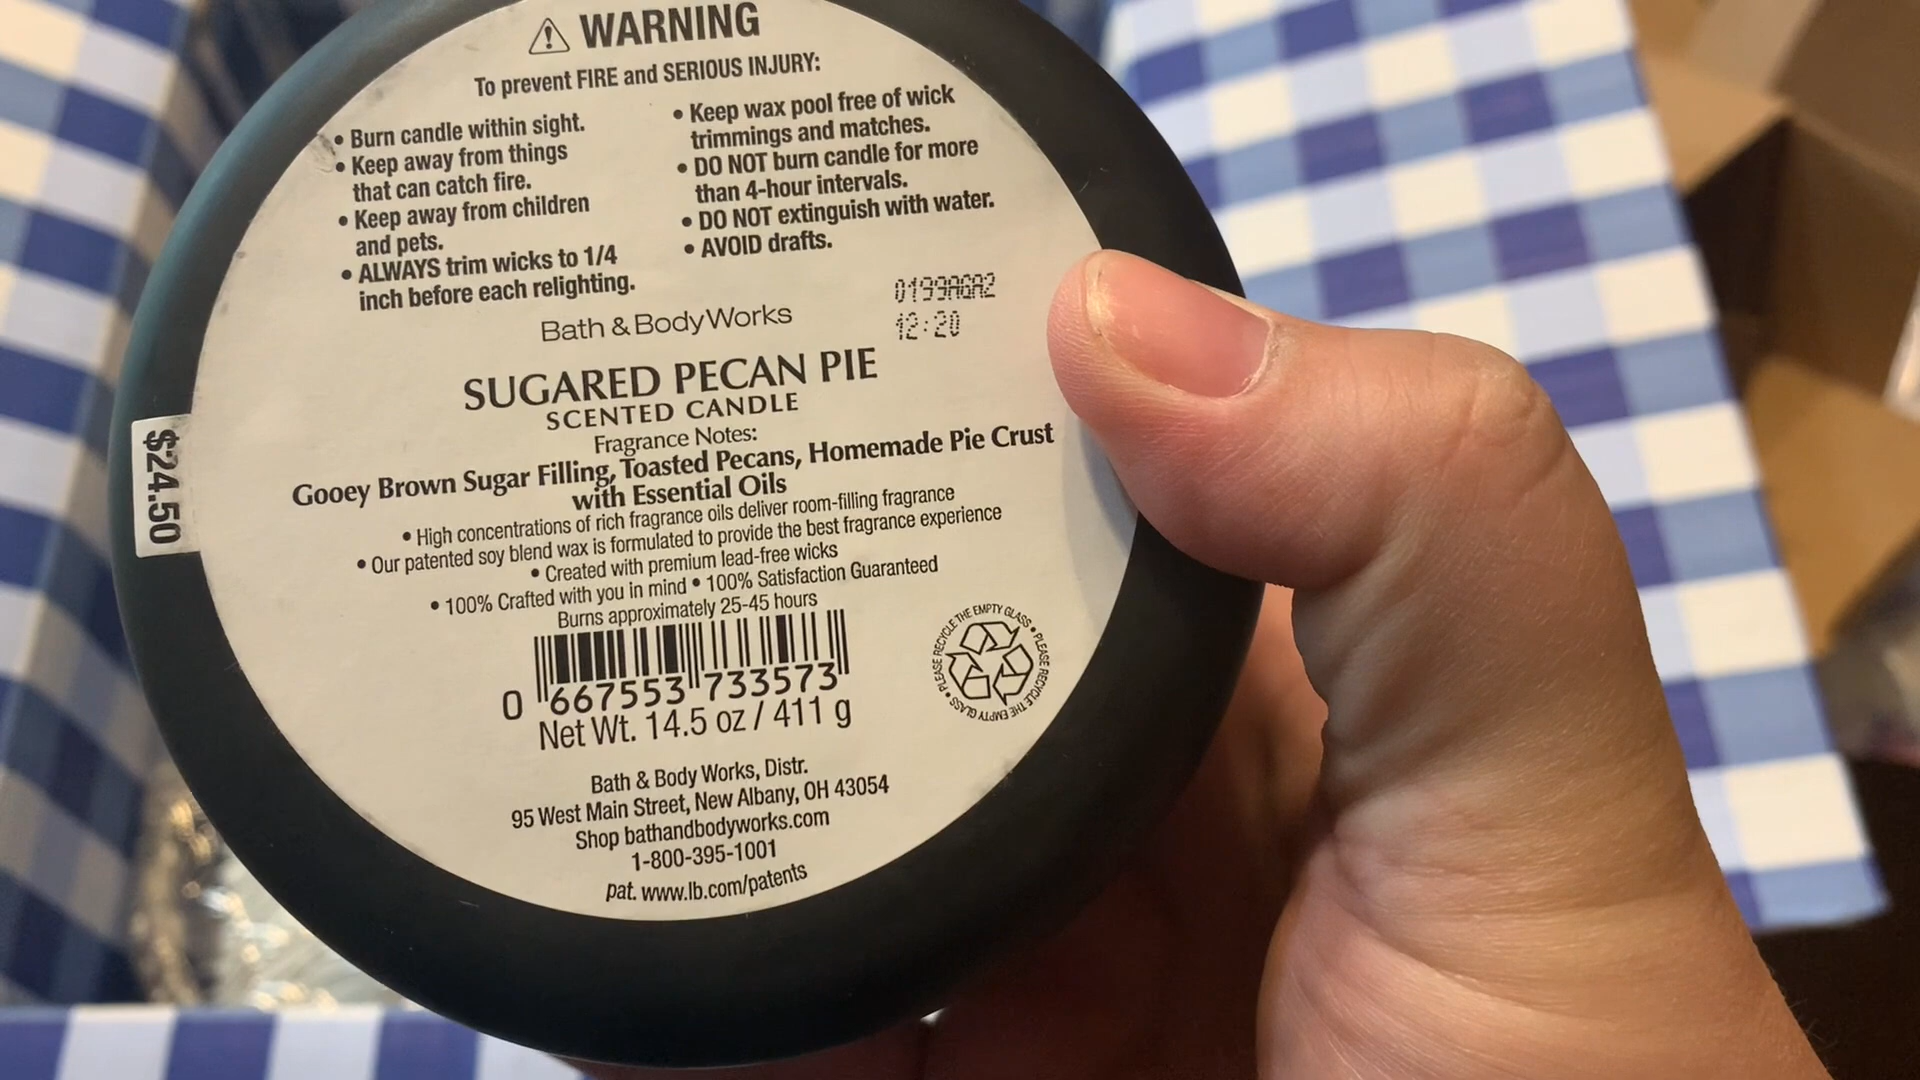 WARNING
To prevent FIRE and SERIOUS INJURY:
• Burn candle within sight.
• Keep away from things
that can catch fire.
• Keep away from children
and pets.
• ALWAYS trim wicks to 1/4
inch before each relighting.
• Keep wax pool free of wick
trimmings and matches.
• DO NOT burn candle for more
than 4-hour intervals.
• DO NOT extinguish with water.
• AVOID drafts.
0199A6A2
12:20
Bath & Body Works
SUGARED PECAN PIE
SCENTED CANDLE
Fragrance Notes:
Gooey Brown Sugar Filling, Toasted Pecans, Homemade Pie Crust
with Essential Oils
• High concentrations of rich fragrance oils deliver room-filling fragrance
• Our patented soy blend wax is formulated to provide the best fragrance experience
• Created with premium lead-free wicks
• 100% Crafted with you in mind • 100% Satisfaction Guaranteed
Burns approximately 25-45 hours
0 667553 733573
Net Wt. 14.5 oz / 411 g
PLEASE RECYCLE THE EMPTY GLASS • PLEASE RECYCLE THE EMPTY GLASS •
Bath & Body Works, Distr.
95 West Main Street, New Albany, OH 43054
Shop bathandbodyworks.com
1-800-395-1001
pat. www.lb.com/patents
$24.50